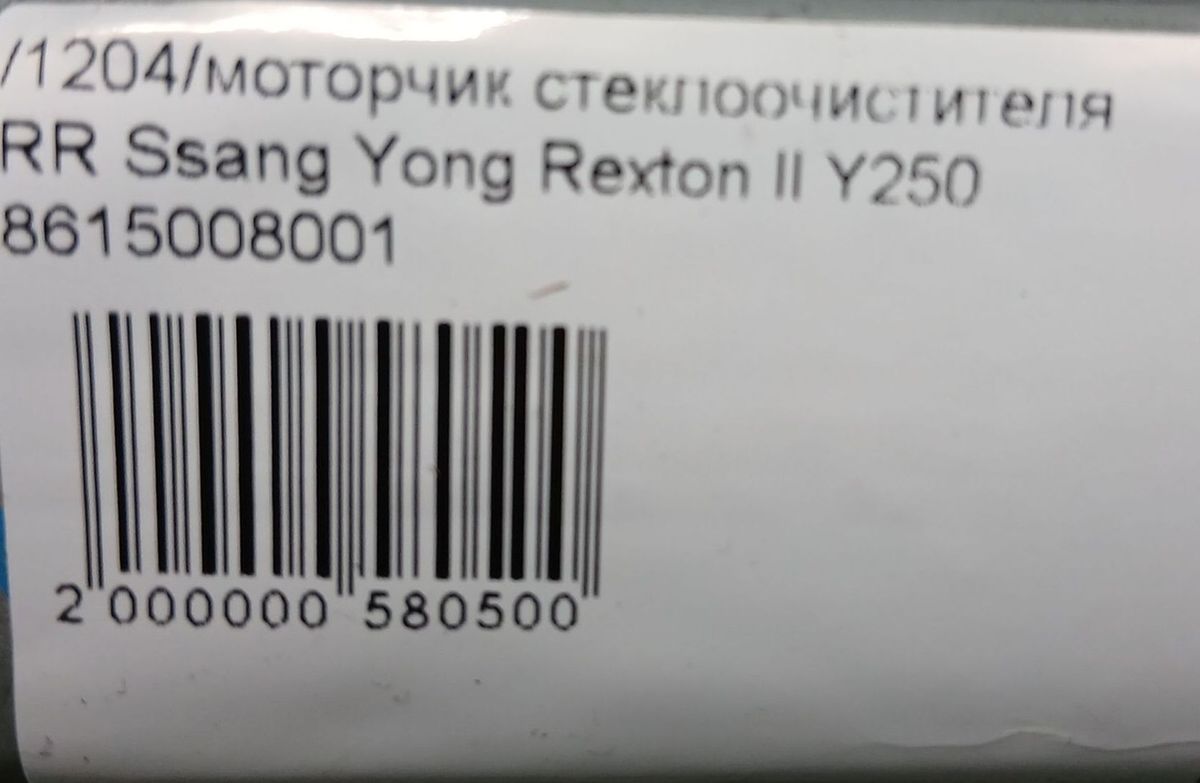 /1204/моторчик стеклоочистителя
RR Ssang Yong Rexton II Y250
8615008001
2 000000 580500